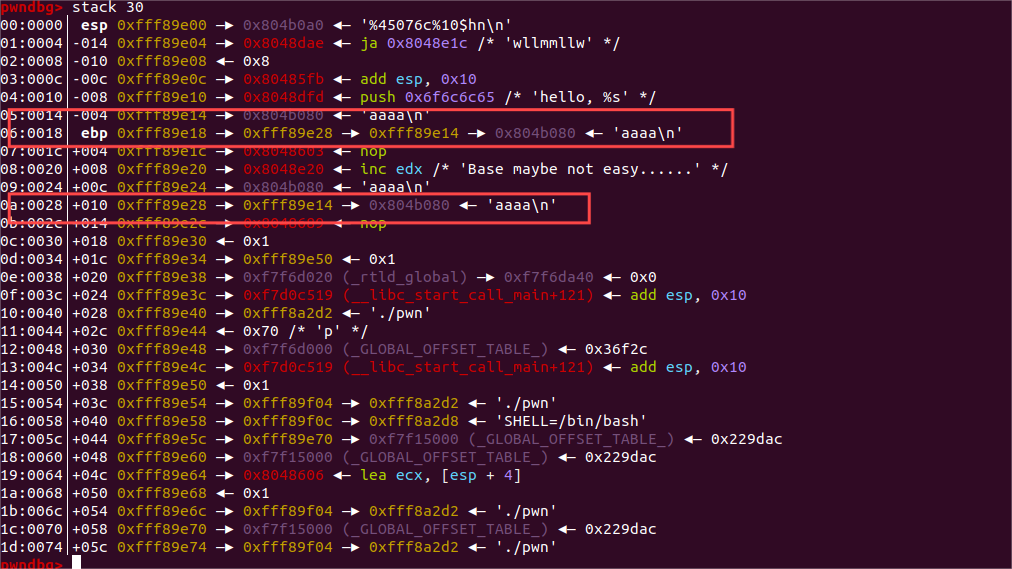 pwndbg> stack 30
00:0000│ esp 0xfff89e00 —▸ 0x804b0a0 ◂— '%45076c%10$hn\n'
01:0004│-014 0xfff89e04 —▸ 0x8048dae ◂— ja 0x8048e1c /* 'wllmmllw' */
02:0008│-010 0xfff89e08 ◂— 0x8
03:000c│-00c 0xfff89e0c —▸ 0x80485fb ◂— add esp, 0x10
04:0010│-008 0xfff89e10 —▸ 0x8048dfd ◂— push 0x6f6c6c65 /* 'hello, %s' */
05:0014│-004 0xfff89e14 —▸ 0x804b080 ◂— 'aaaa\n'
06:0018│ ebp 0xfff89e18 —▸ 0xfff89e28 —▸ 0xfff89e14 —▸ 0x804b080 ◂— 'aaaa\n'
07:001c│+004 0xfff89e1c —▸ 0x8048603 ◂— nop
08:0020│+008 0xfff89e20 —▸ 0x8048e20 ◂— inc edx /* 'Base maybe not easy......' */
09:0024│+00c 0xfff89e24 —▸ 0x804b080 ◂— 'aaaa\n'
0a:0028│+010 0xfff89e28 —▸ 0xfff89e14 —▸ 0x804b080 ◂— 'aaaa\n'
0b:002c│+014 0xfff89e2c —▸ 0x8048689 ◂— nop
0c:0030│+018 0xfff89e30 ◂— 0x1
0d:0034│+01c 0xfff89e34 —▸ 0xfff89e50 ◂— 0x1
0e:0038│+020 0xfff89e38 —▸ 0xf7f6d020 (_rtld_global) —▸ 0xf7f6da40 ◂— 0x0
0f:003c│+024 0xfff89e3c —▸ 0xf7d0c519 (__libc_start_call_main+121) ◂— add esp, 0x10
10:0040│+028 0xfff89e40 —▸ 0xfff8a2d2 ◂— './pwn'
11:0044│+02c 0xfff89e44 ◂— 0x70 /* 'p' */
12:0048│+030 0xfff89e48 —▸ 0xf7f6d000 (_GLOBAL_OFFSET_TABLE_) ◂— 0x36f2c
13:004c│+034 0xfff89e4c —▸ 0xf7d0c519 (__libc_start_call_main+121) ◂— add esp, 0x10
14:0050│+038 0xfff89e50 ◂— 0x1
15:0054│+03c 0xfff89e54 —▸ 0xfff89f04 —▸ 0xfff8a2d2 ◂— './pwn'
16:0058│+040 0xfff89e58 —▸ 0xfff89f0c —▸ 0xfff8a2d8 ◂— 'SHELL=/bin/bash'
17:005c│+044 0xfff89e5c —▸ 0xfff89e70 —▸ 0xf7f15000 (_GLOBAL_OFFSET_TABLE_) ◂— 0x229dac
18:0060│+048 0xfff89e60 —▸ 0xf7f15000 (_GLOBAL_OFFSET_TABLE_) ◂— 0x229dac
19:0064│+04c 0xfff89e64 —▸ 0x8048606 ◂— lea ecx, [esp + 4]
1a:0068│+050 0xfff89e68 ◂— 0x1
1b:006c│+054 0xfff89e6c —▸ 0xfff89f04 —▸ 0xfff8a2d2 ◂— './pwn'
1c:0070│+058 0xfff89e70 —▸ 0xf7f15000 (_GLOBAL_OFFSET_TABLE_) ◂— 0x229dac
1d:0074│+05c 0xfff89e74 —▸ 0xfff89f04 —▸ 0xfff8a2d2 ◂— './pwn'
pwndbg>